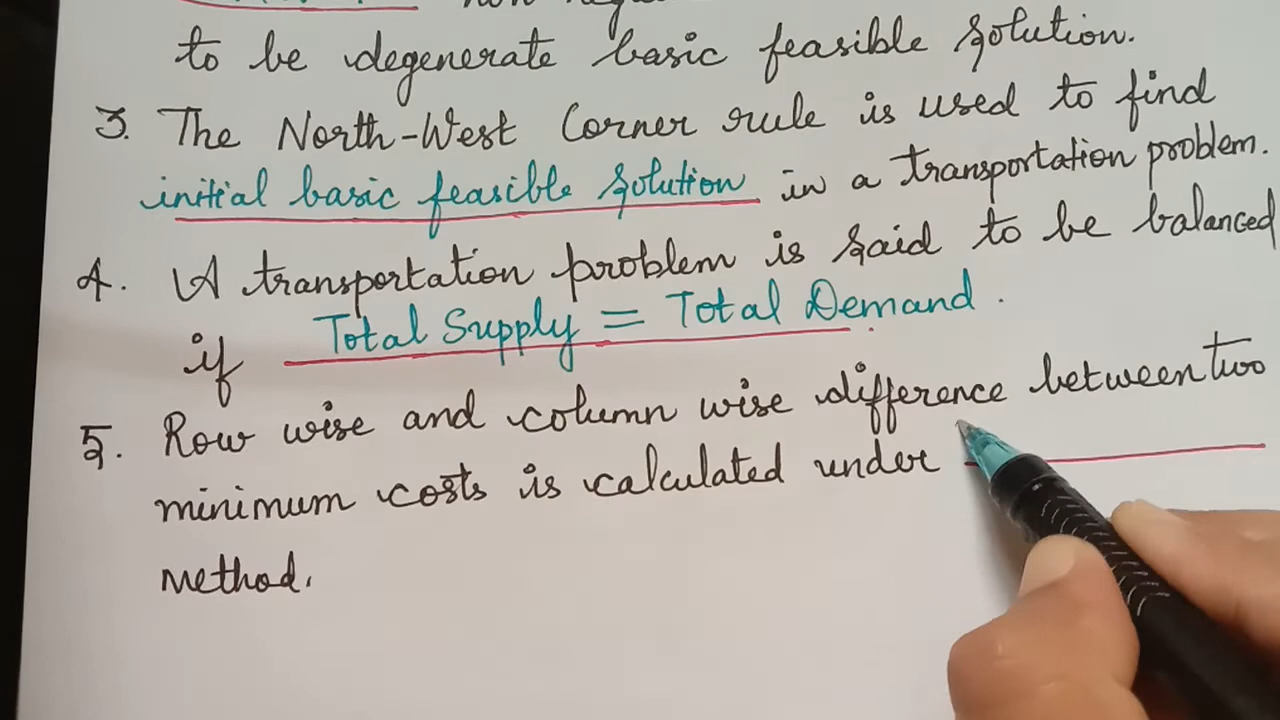 to be degenerate basic feasible solution.
3. The North-West Corner rule is used to find
initial basic feasible solution in a transportation problem.
4. A transportation problem is said to be balanced
if Total Supply = Total Demand.
5. Row wise and column wise difference between two
minimum costs is calculated under
method.